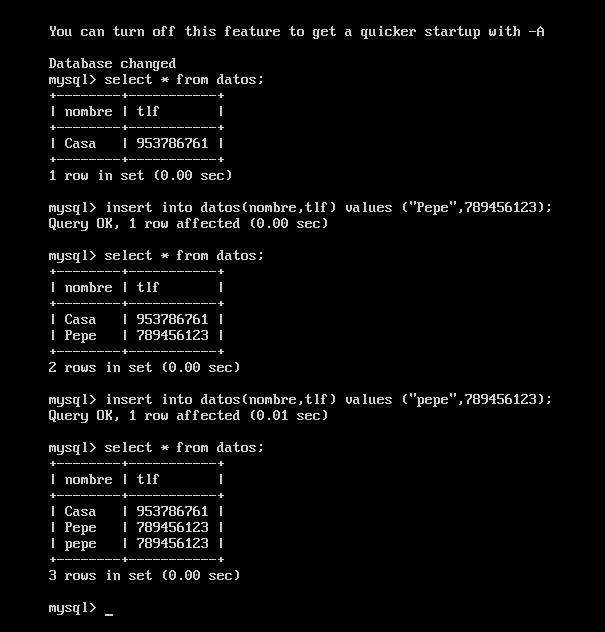 You can turn off this feature to get a quicker startup with -A

Database changed
mysql> select * from datos;
+--------+-----------+
| nombre | tlf       |
+--------+-----------+
| Casa   | 953786761 |
+--------+-----------+
1 row in set (0.00 sec)

mysql> insert into datos(nombre,tlf) values ("Pepe",789456123);
Query OK, 1 row affected (0.00 sec)

mysql> select * from datos;
+--------+-----------+
| nombre | tlf       |
+--------+-----------+
| Casa   | 953786761 |
| Pepe   | 789456123 |
+--------+-----------+
2 rows in set (0.00 sec)

mysql> insert into datos(nombre,tlf) values ("pepe",789456123);
Query OK, 1 row affected (0.01 sec)

mysql> select * from datos;
+--------+-----------+
| nombre | tlf       |
+--------+-----------+
| Casa   | 953786761 |
| Pepe   | 789456123 |
| pepe   | 789456123 |
+--------+-----------+
3 rows in set (0.00 sec)

mysql> _